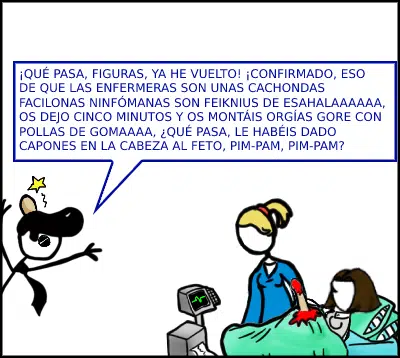 ¡QUÉ PASA, FIGURAS, YA HE VUELTO! ¡CONFIRMADO, ESO
DE QUE LAS ENFERMERAS SON UNAS CACHONDAS
FACILONAS NINFÓMANAS SON FEIKNIUS DE ESAHALAAAAAA,
OS DEJO CINCO MINUTOS Y OS MONTÁIS ORGÍAS GORE CON
POLLAS DE GOMAAAA, ¿QUÉ PASA, LE HABÉIS DADO
CAPONES EN LA CABEZA AL FETO, PIM-PAM, PIM-PAM?